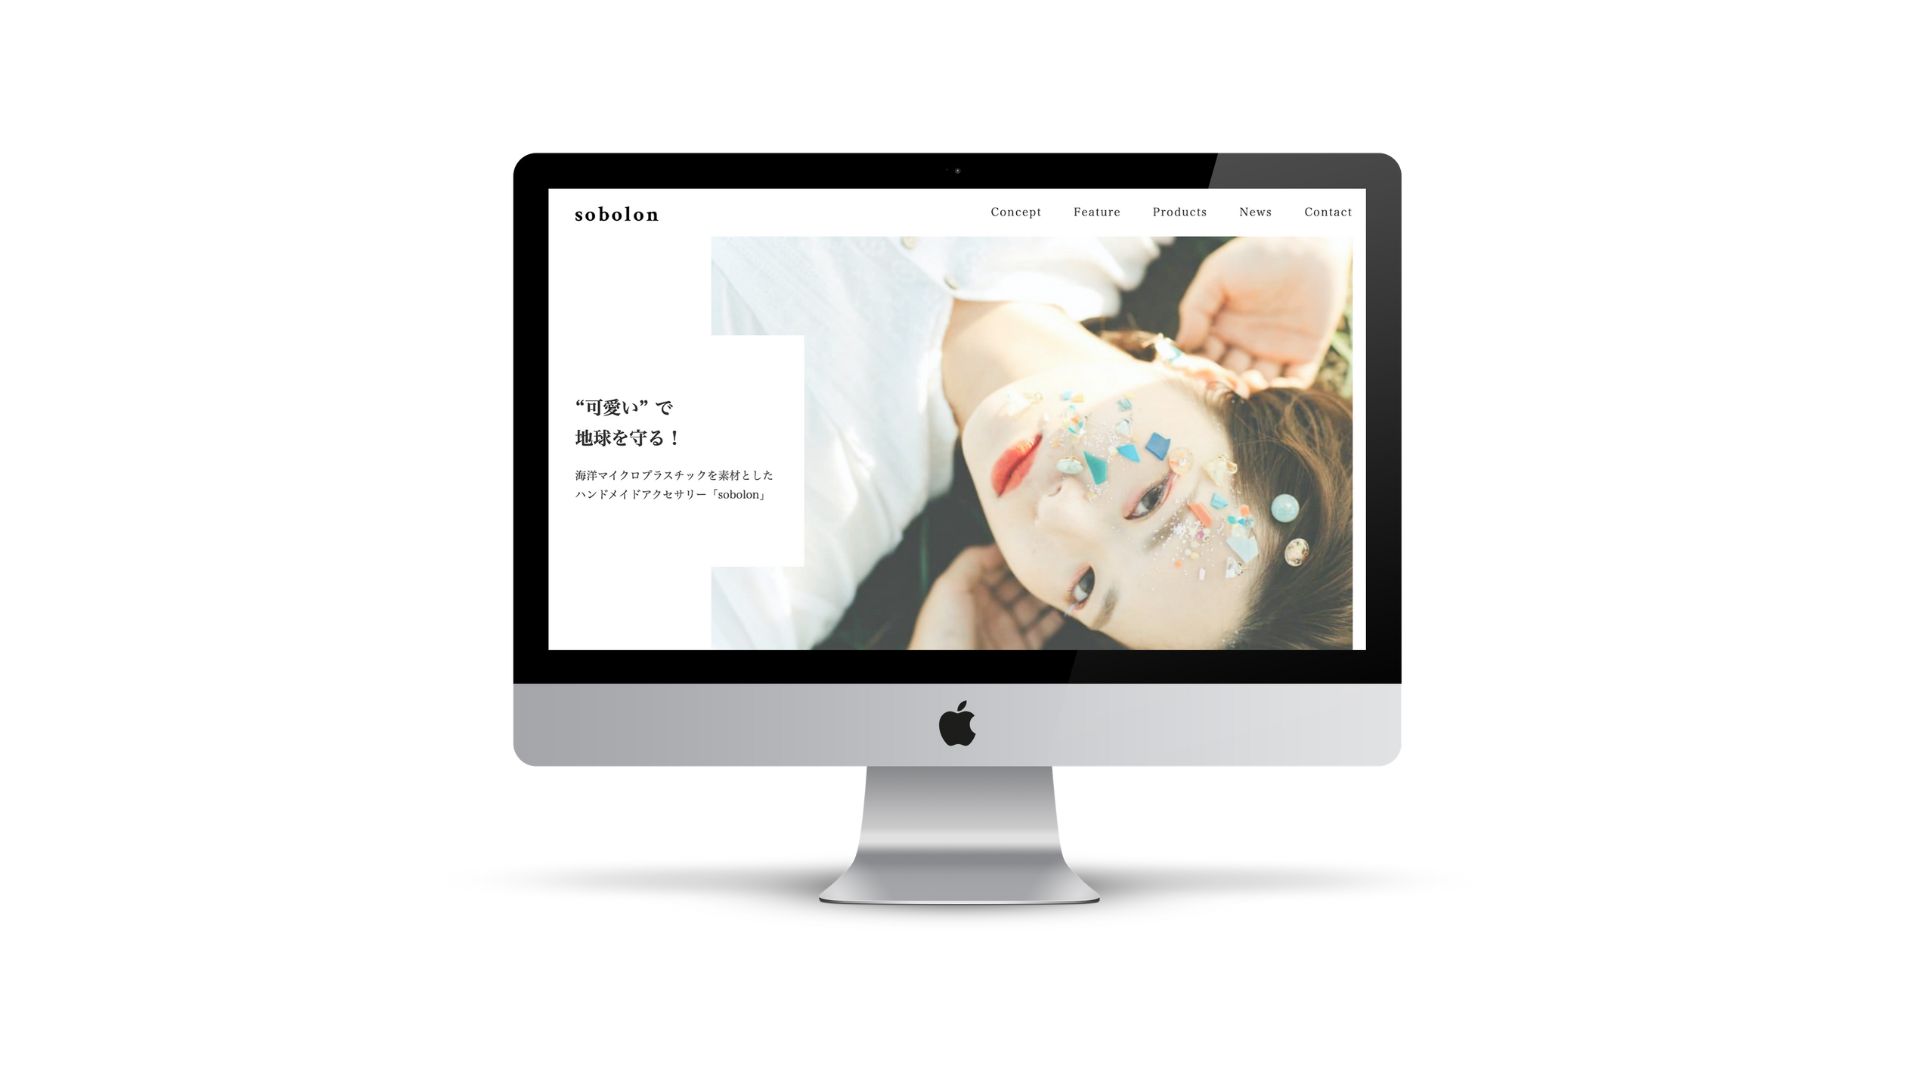 sobolon
Concept Feature Products News Contact
“可愛い” で
地球を守る！
海洋マイクロプラスチックを素材とした
ハンドメイドアクセサリー「sobolon」